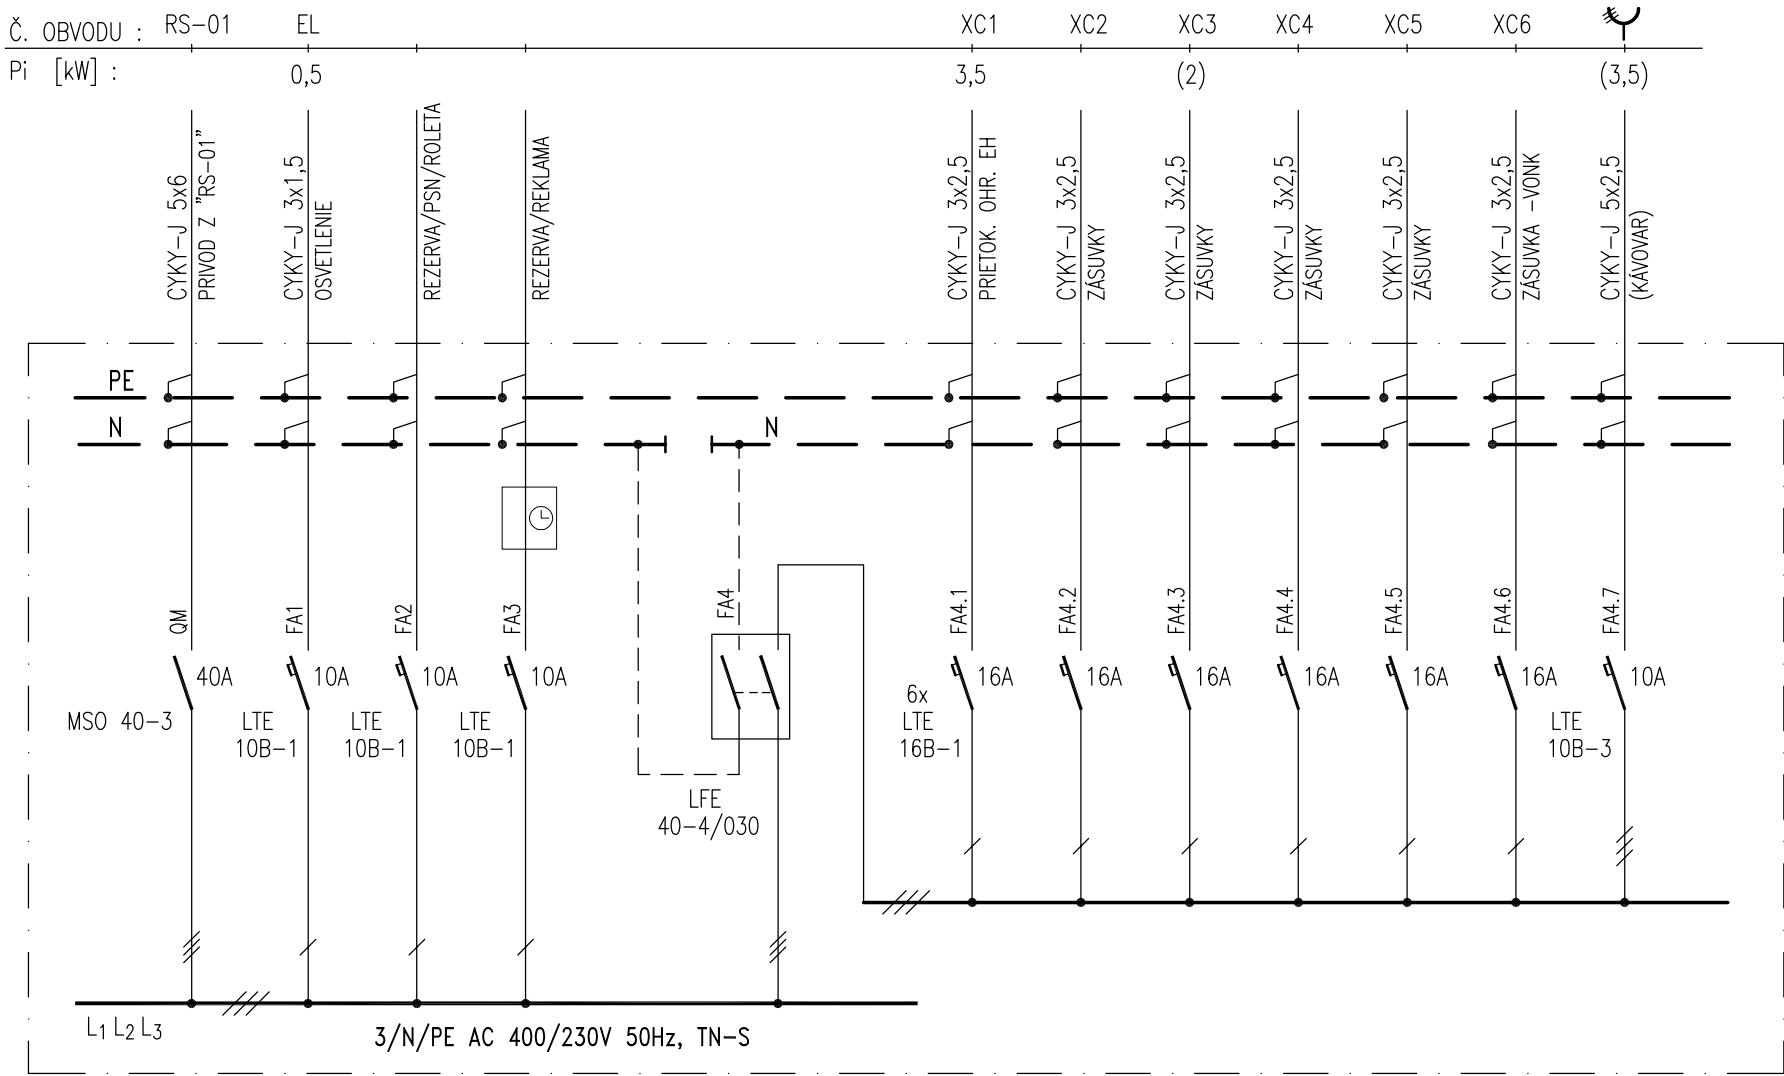 Č. OBVODU : RS-01 EL XC1 XC2 XC3 XC4 XC5 XC6
Pi [kW] : 0,5 3,5 (2) (3,5)
CYKY-J 5x6
PRIVOD Z "RS-01"
CYKY-J 3x1,5
OSVETLENIE
REZERVA/PSN/ROLETA
REZERVA/REKLAMA
CYKY-J 3x2,5
PRIETOK. OHR. EH
CYKY-J 3x2,5
ZÁSUVKY
CYKY-J 3x2,5
ZÁSUVKY
CYKY-J 3x2,5
ZÁSUVKY
CYKY-J 3x2,5
ZÁSUVKY
CYKY-J 3x2,5
ZÁSUVKA -VONK
CYKY-J 5x2,5
(KÁVOVAR)
PE
N N
QM FA1 FA2 FA3 FA4 FA4.1 FA4.2 FA4.3 FA4.4 FA4.5 FA4.6 FA4.7
40A 10A 10A 10A 16A 16A 16A 16A 16A 16A 10A
MSO 40-3
LTE
10B-1
LTE
10B-1
LTE
10B-1
LFE
40-4/030
6x
LTE
16B-1
LTE
10B-3
L1 L2 L3
3/N/PE AC 400/230V 50Hz, TN-S